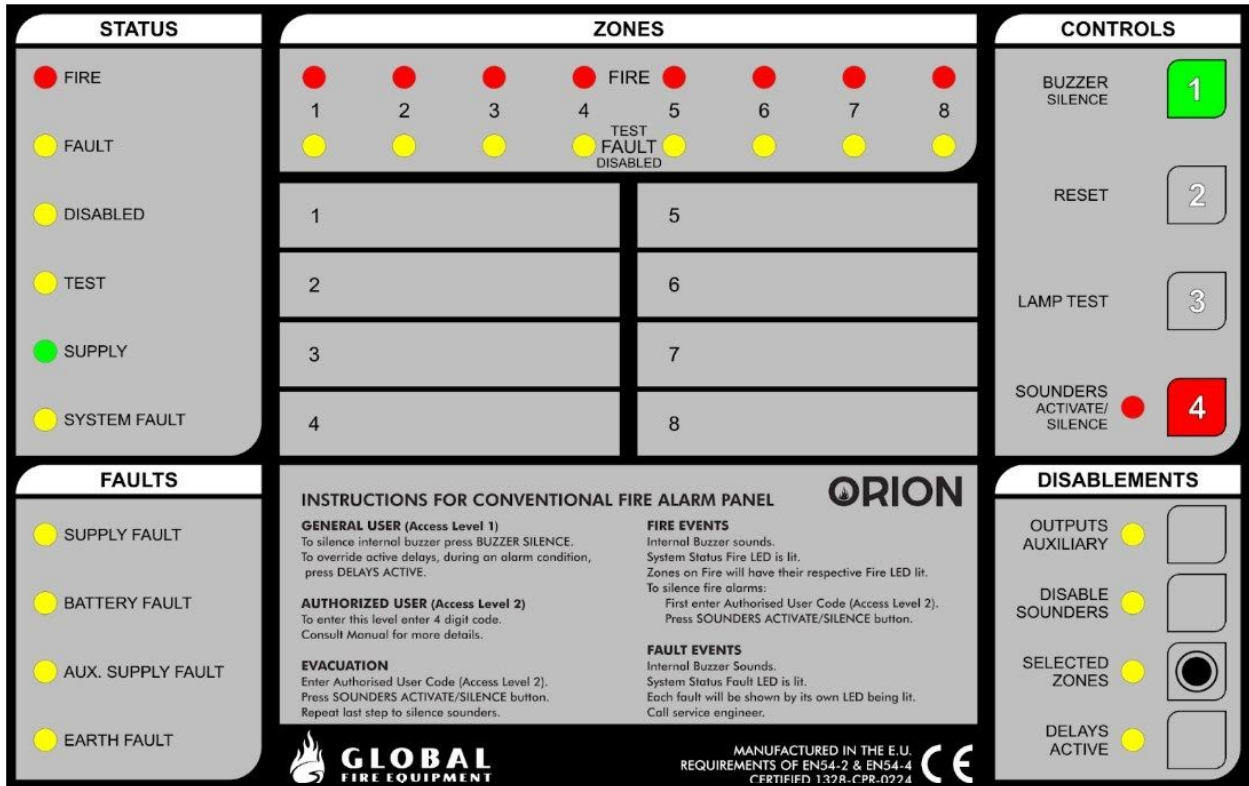 STATUS
FIRE
FAULT
DISABLED
TEST
SUPPLY
SYSTEM FAULT
FAULTS
SUPPLY FAULT
BATTERY FAULT
AUX. SUPPLY FAULT
EARTH FAULT
ZONES
FIRE
1 2 3 4 5 6 7 8
TEST
FAULT
DISABLED
1
2
3
4
5
6
7
8
INSTRUCTIONS FOR CONVENTIONAL FIRE ALARM PANEL
ORION
GENERAL USER (Access Level 1)
To silence internal buzzer press BUZZER SILENCE.
To override active delays, during an alarm condition,
press DELAYS ACTIVE.
AUTHORIZED USER (Access Level 2)
To enter this level enter 4 digit code.
Consult Manual for more details.
EVACUATION
Enter Authorised User Code (Access Level 2).
Press SOUNDERS ACTIVATE/SILENCE button.
Repeat last step to silence sounders.
FIRE EVENTS
Internal Buzzer sounds.
System Status Fire LED is lit.
Zones on Fire will have their respective Fire LED lit.
To silence fire alarms:
First enter Authorised User Code (Access Level 2).
Press SOUNDERS ACTIVATE/SILENCE button.
FAULT EVENTS
Internal Buzzer Sounds.
System Status Fault LED is lit.
Each fault will be shown by its own LED being lit.
Call service engineer.
GLOBAL
FIRE EQUIPMENT
MANUFACTURED IN THE E.U.
REQUIREMENTS OF EN54-2 & EN54-4
CERTIFIED 1328-CPR-0224
CE
CONTROLS
BUZZER
SILENCE
1
RESET
2
LAMP TEST
3
SOUNDERS
ACTIVATE/
SILENCE
4
DISABLEMENTS
OUTPUTS
AUXILIARY
DISABLE
SOUNDERS
SELECTED
ZONES
DELAYS
ACTIVE